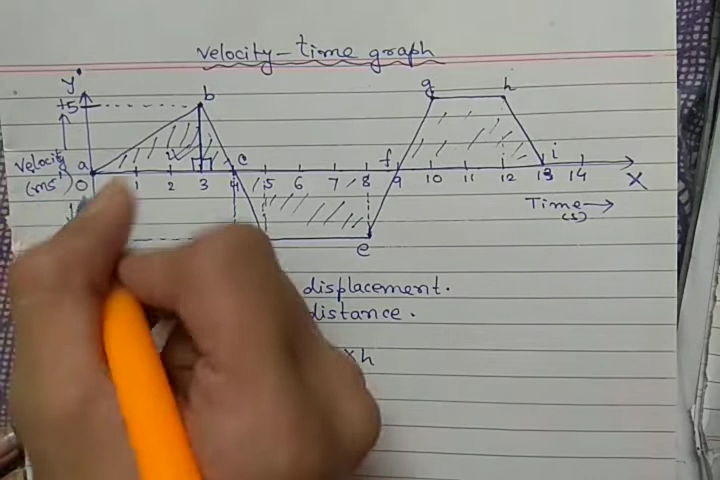 velocity-time graph
y
+5
b
g
h
velocity
a
c
f
i
(ms⁻¹)
0 1 2 3 4 5 6 7 8 9 10 11 12 13 14
X
Time→
(s)
e
displacement.
distance.
xh